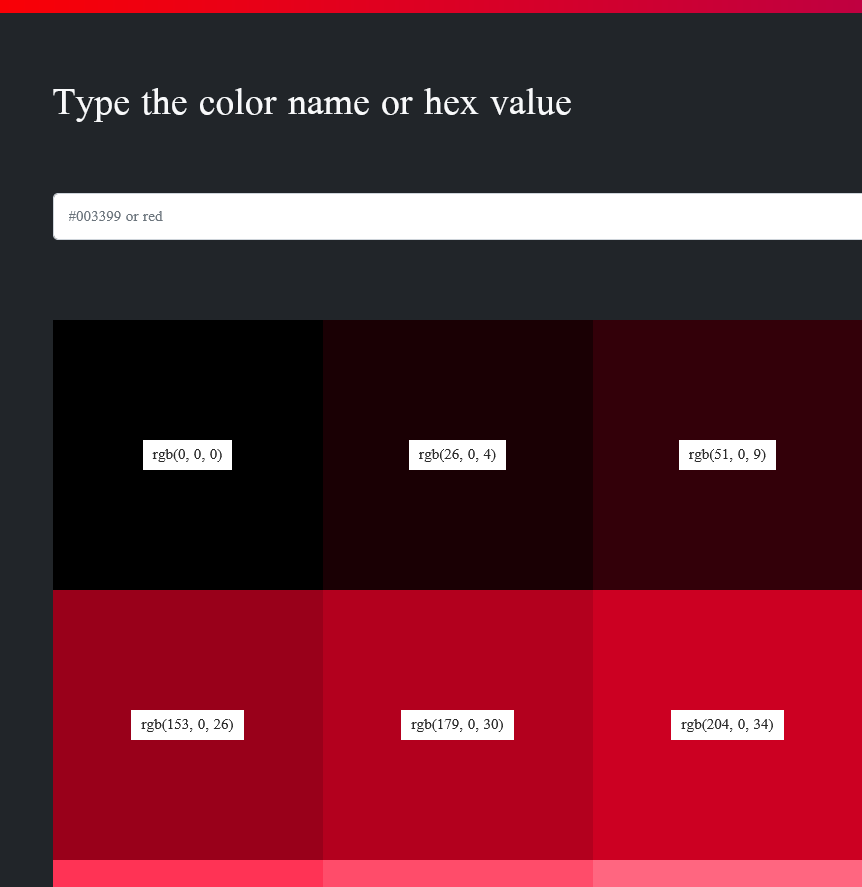 Type the color name or hex value
#003399 or red
rgb(0, 0, 0)
rgb(26, 0, 4)
rgb(51, 0, 9)
rgb(153, 0, 26)
rgb(179, 0, 30)
rgb(204, 0, 34)